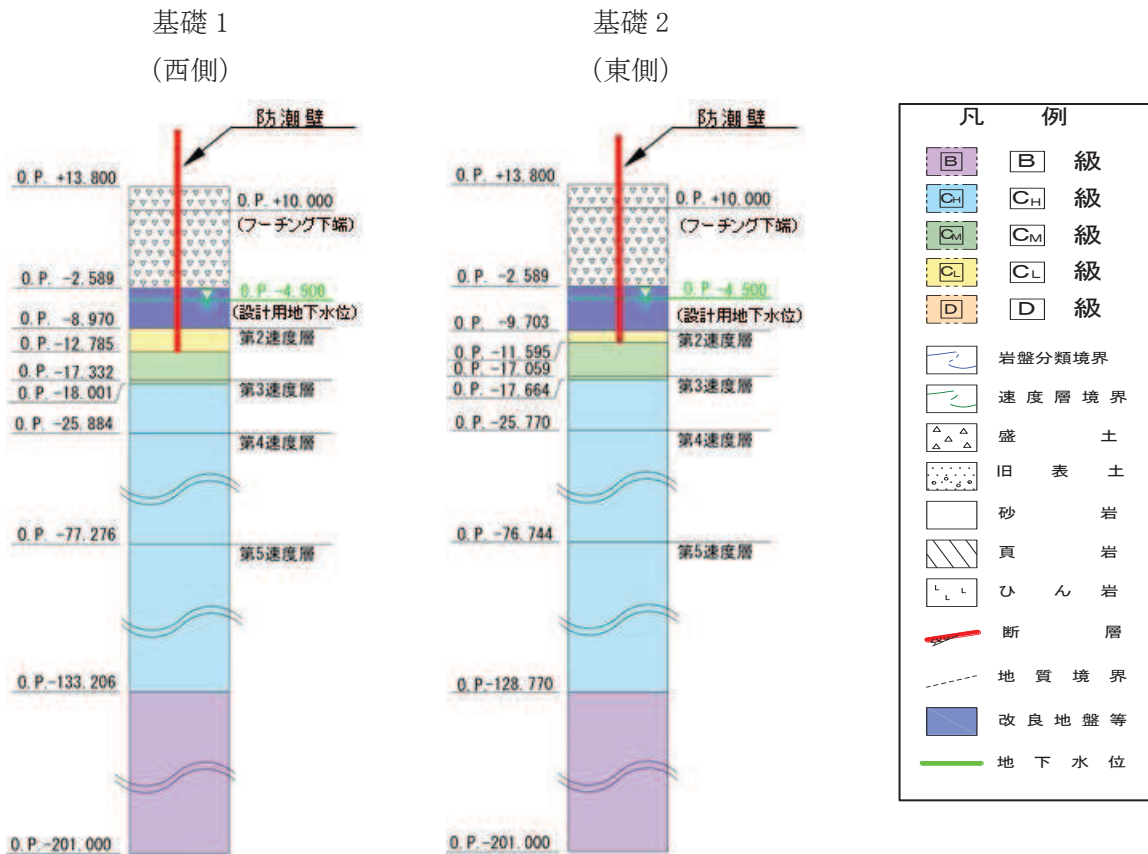 基礎 1
(西側)
防潮壁
O.P. +13.800
O.P. +10.000
(フーチング下端)
O.P. -2.589
O.P. -4.500
(設計用地下水位)
O.P. -8.970
第2速度層
O.P. -12.785
O.P. -17.332
第3速度層
O.P. -18.001
O.P. -25.884
第4速度層
O.P. -77.276
第5速度層
O.P.-133.206
O.P.-201.000
基礎 2
(東側)
防潮壁
O.P. +13.800
O.P. +10.000
(フーチング下端)
O.P. -2.589
O.P. -4.500
(設計用地下水位)
O.P. -9.703
第2速度層
O.P. -11.595
O.P. -17.059
第3速度層
O.P. -17.664
O.P. -25.770
第4速度層
O.P. -76.744
第5速度層
O.P.-128.770
O.P.-201.000
凡 例
B B 級
CH CH 級
CM CM 級
CL CL 級
D D 級
岩盤分類境界
速度層境界
盛土
旧表土
砂岩
頁岩
ひん岩
断層
地質境界
改良地盤等
地下水位